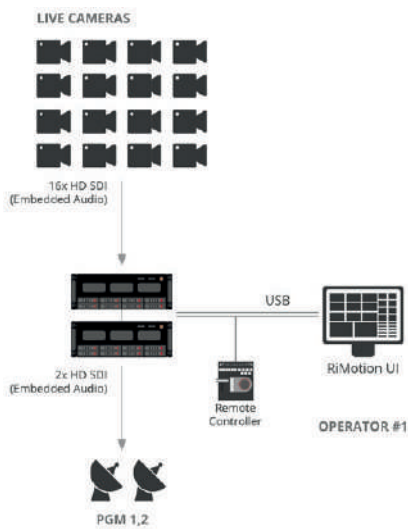 LIVE CAMERAS
16x HD SDI
(Embedded Audio)
USB
RiMotion UI
2x HD SDI
(Embedded Audio)
Remote
Controller
OPERATOR #1
PGM 1,2